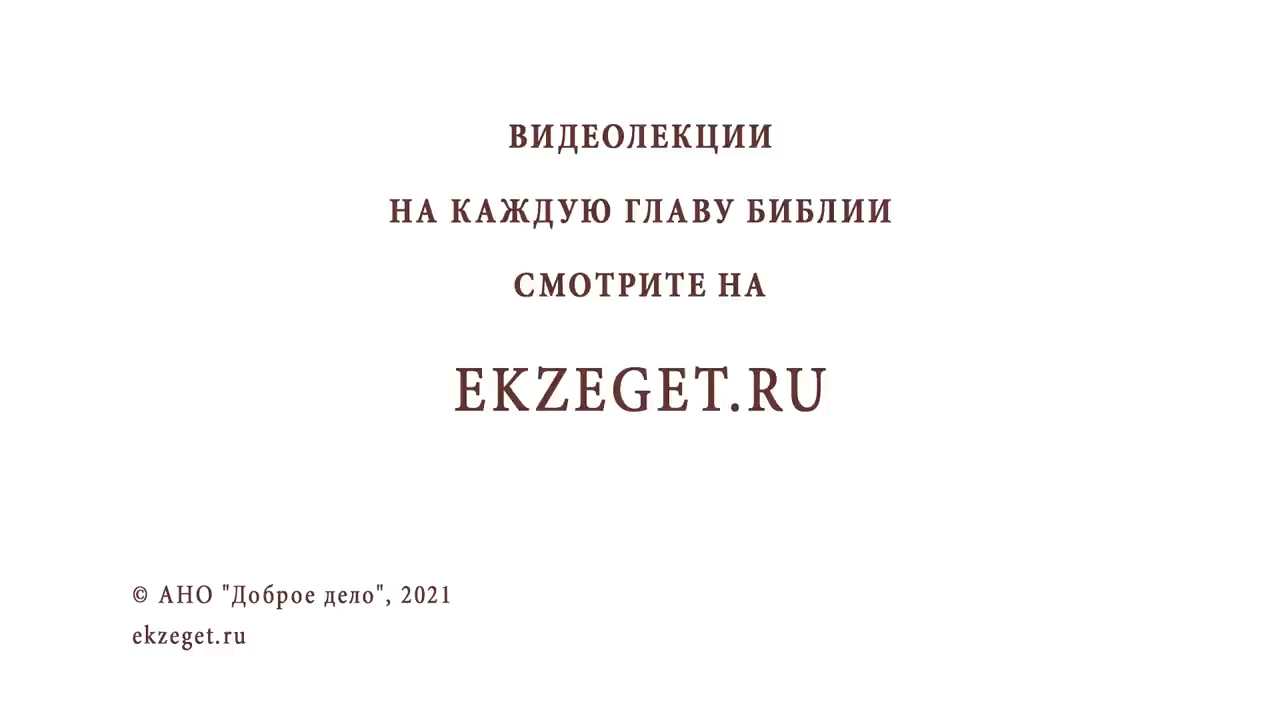 ВИДЕОЛЕКЦИИ
НА КАЖДУЮ ГЛАВУ БИБЛИИ
СМОТРИТЕ НА
EKZEGET.RU
© АНО "Доброе дело", 2021
ekzeget.ru